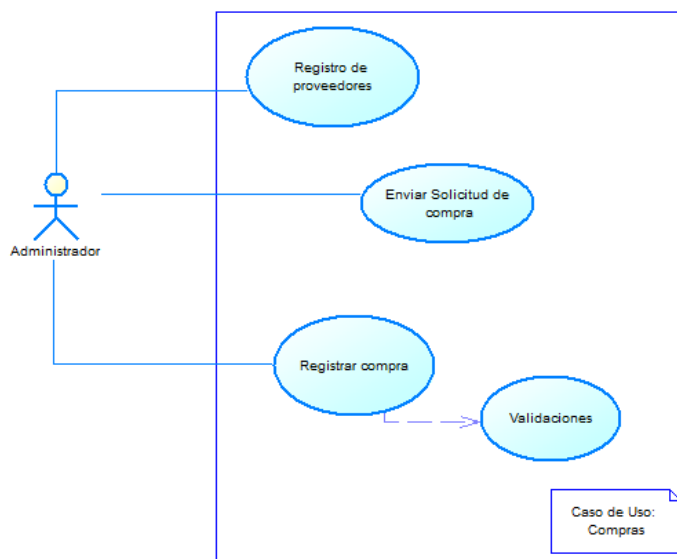 Registro de
proveedores
Enviar Solicitud de
compra
Administrador
Registrar compra
Validaciones
Caso de Uso:
Compras